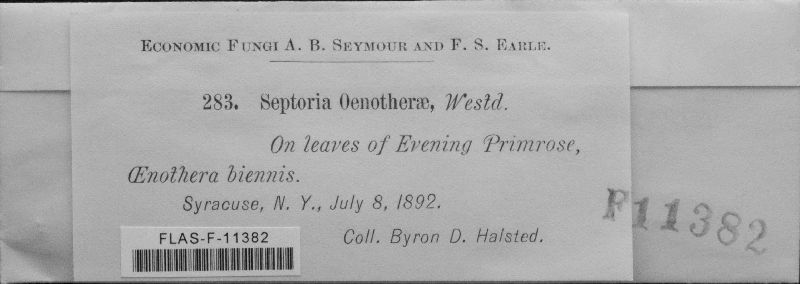 Economic Fungi A. B. Seymour and F. S. Earle.
283. Septoria Oenotheræ, Westd.
On leaves of Evening Primrose,
Œnothera biennis.
Syracuse, N. Y., July 8, 1892.
Coll. Byron D. Halsted.
FLAS-F-11382
F11382